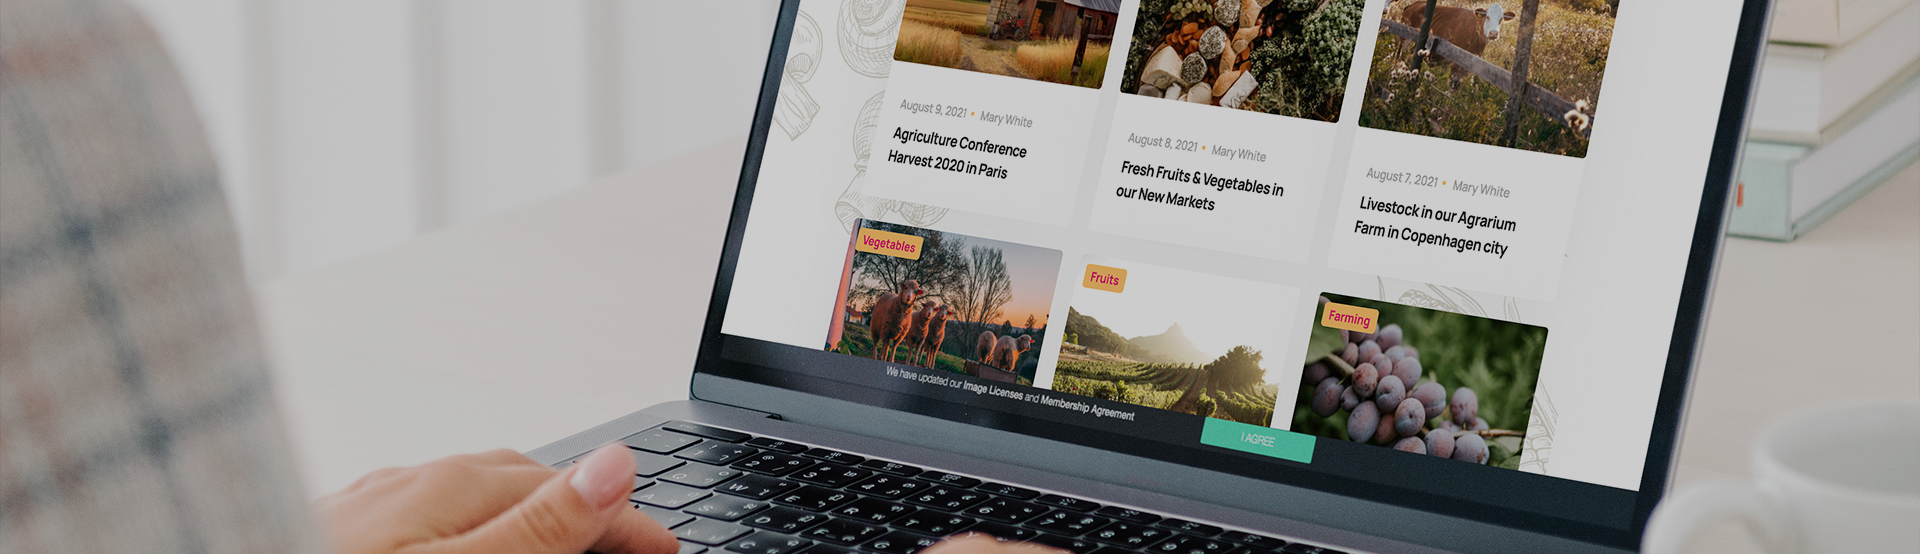 August 9, 2021 • Mary White
Agriculture Conference
Harvest 2020 in Paris
August 8, 2021 • Mary White
Fresh Fruits & Vegetables in
our New Markets
August 7, 2021 • Mary White
Livestock in our Agrarium
Farm in Copenhagen city
Vegetables
Fruits
Farming
We have updated our Image Licenses and Membership Agreement
I AGREE